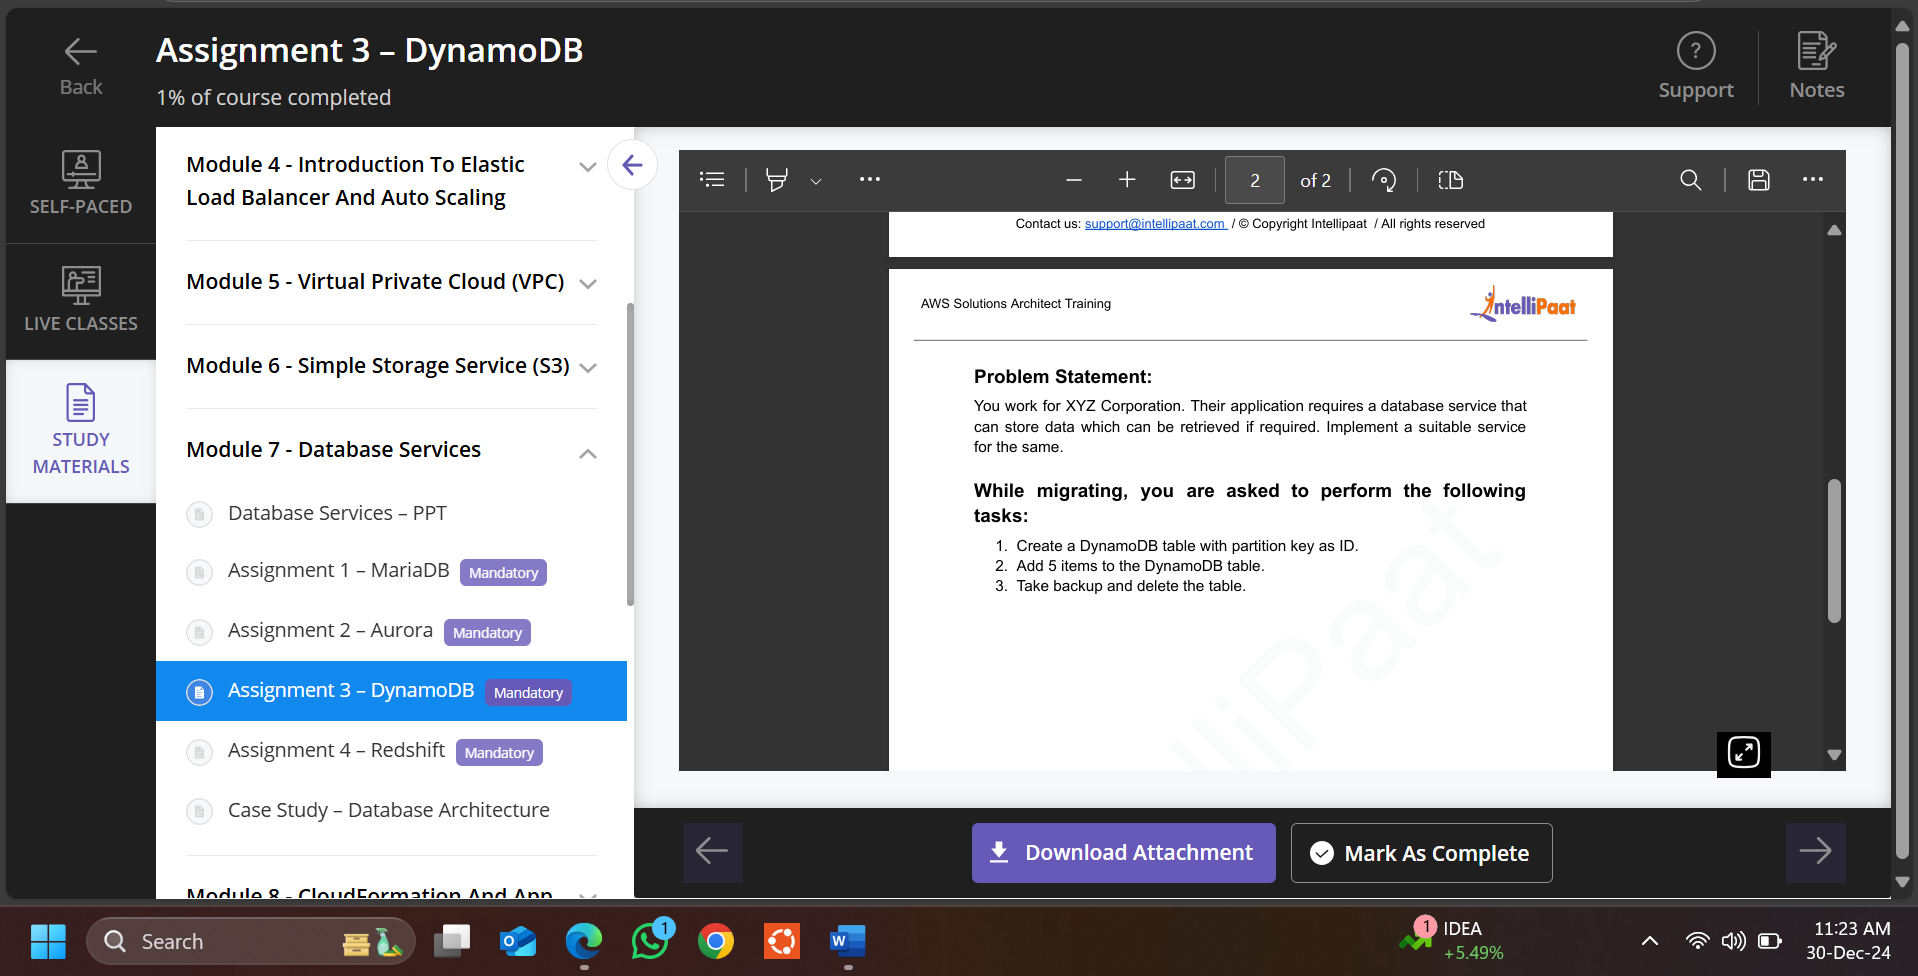 Back
Assignment 3 – DynamoDB
1% of course completed
Support
Notes
SELF-PACED
LIVE CLASSES
STUDY
MATERIALS
Module 4 - Introduction To Elastic
Load Balancer And Auto Scaling
Module 5 - Virtual Private Cloud (VPC)
Module 6 - Simple Storage Service (S3)
Module 7 - Database Services
Database Services – PPT
Assignment 1 – MariaDB Mandatory
Assignment 2 – Aurora Mandatory
Assignment 3 – DynamoDB Mandatory
Assignment 4 – Redshift Mandatory
Case Study – Database Architecture
Module 8 - CloudFormation And App
2 of 2
Contact us: support@intellipaat.com / © Copyright Intellipaat / All rights reserved
AWS Solutions Architect Training
IntelliPaat
Problem Statement:
You work for XYZ Corporation. Their application requires a database service that
can store data which can be retrieved if required. Implement a suitable service
for the same.
While migrating, you are asked to perform the following
tasks:
1. Create a DynamoDB table with partition key as ID.
2. Add 5 items to the DynamoDB table.
3. Take backup and delete the table.
lliPaat
Download Attachment
Mark As Complete
Search
1
1
IDEA
+5.49%
11:23 AM
30-Dec-24